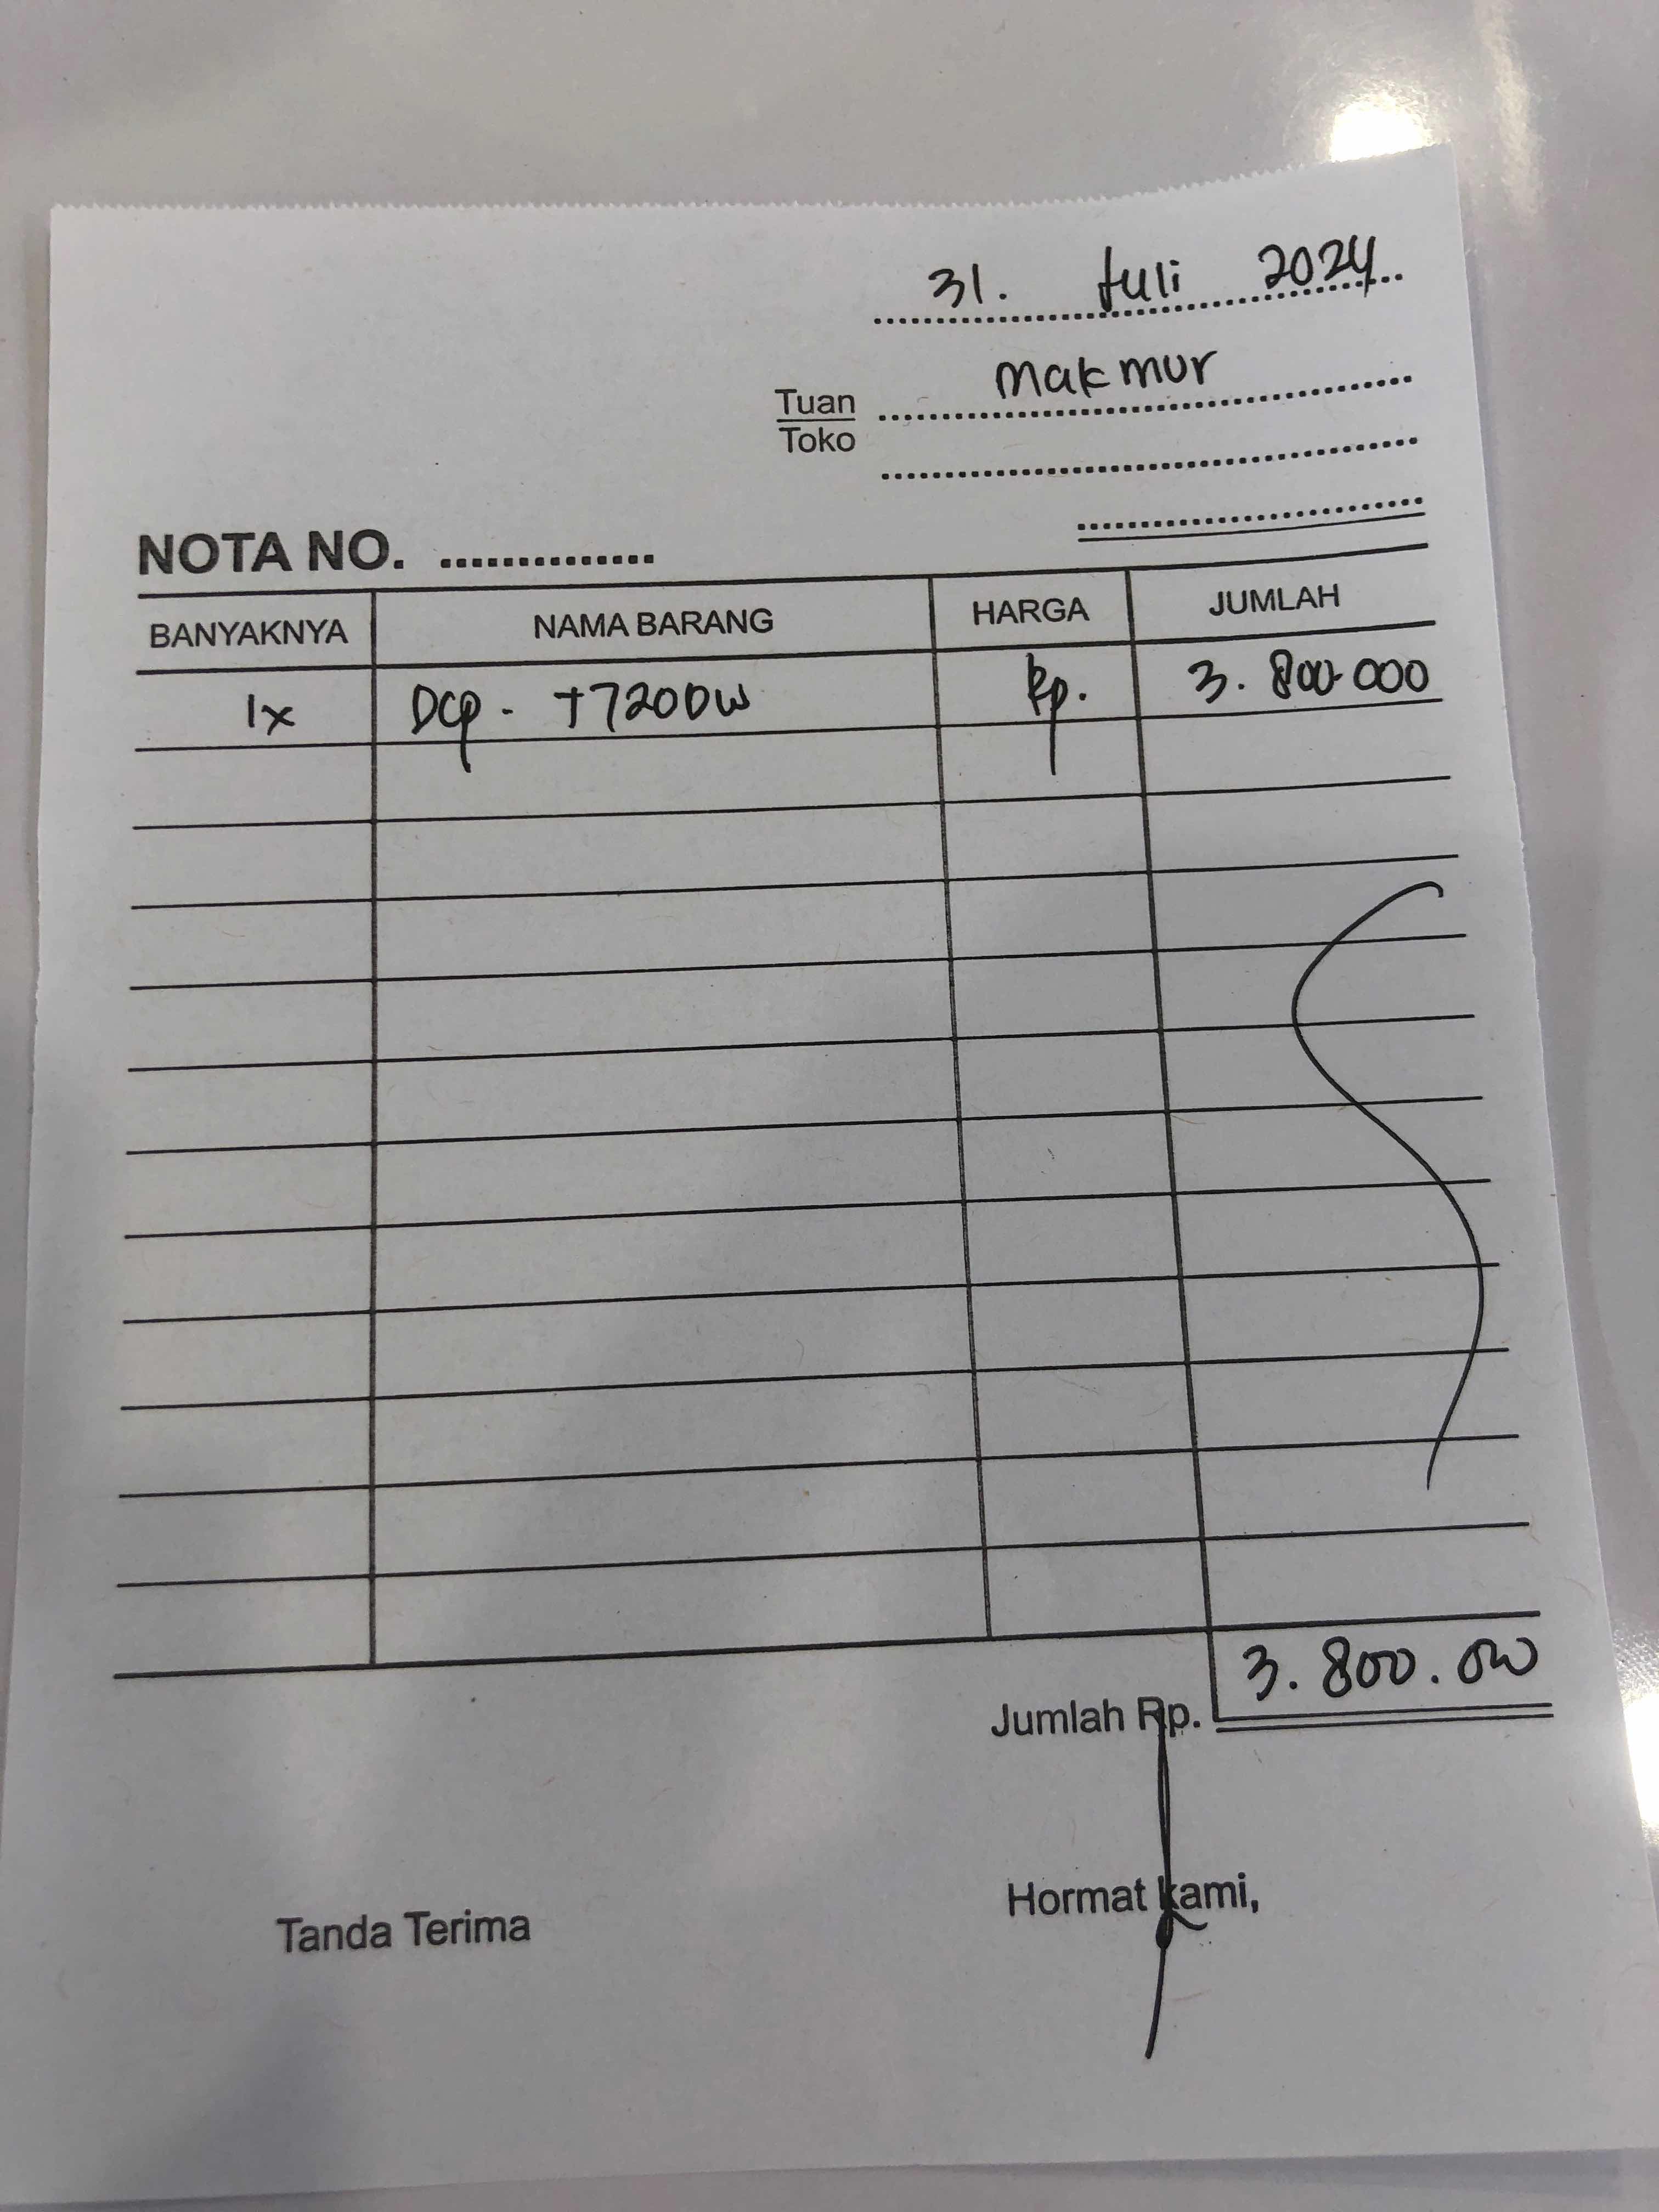 31. Juli 2024
Tuan Makmur
Toko
NOTA NO.
BANYAKNYA NAMA BARANG HARGA JUMLAH
1x DCP - T720DW Rp. 3.800.000
Jumlah Rp. 3.800.000
Tanda Terima Hormat kami,